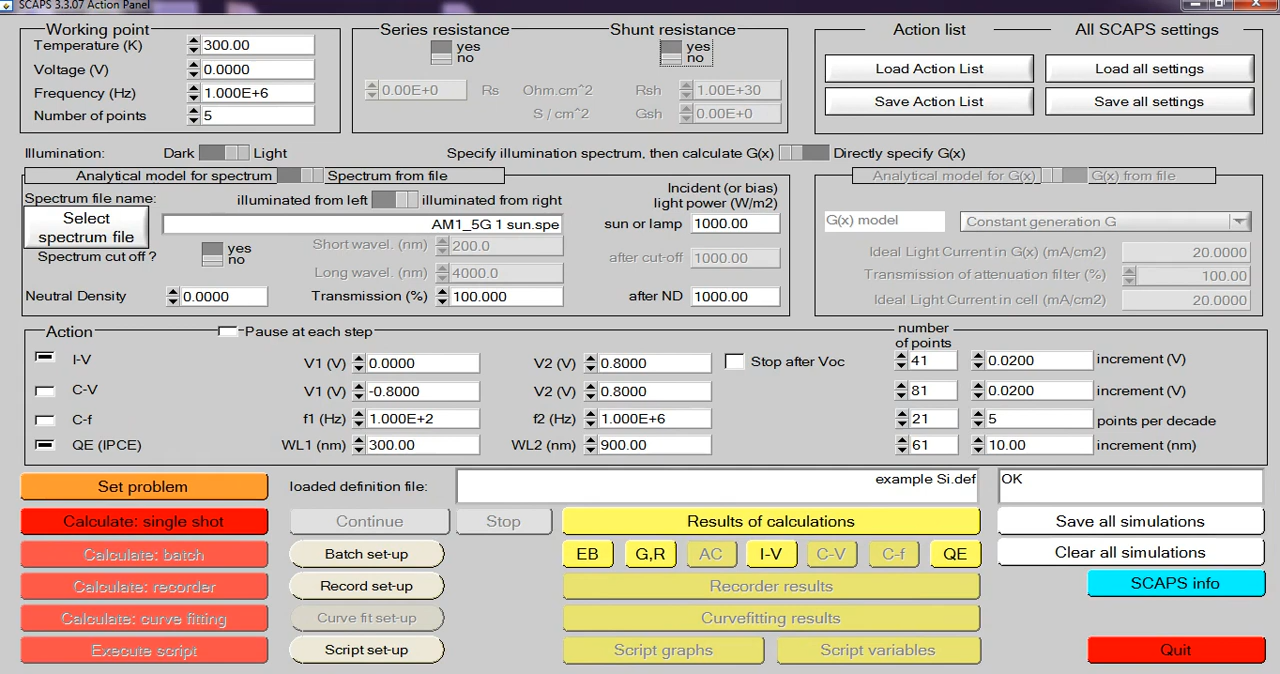 SCAPS 3.3.07 Action Panel
Working point
Temperature (K) 300.00
Voltage (V) 0.0000
Frequency (Hz) 1.000E+6
Number of points 5
Series resistance
yes
no
Shunt resistance
yes
no
0.00E+0 Rs Ohm.cm^2 Rsh 1.00E+30
S / cm^2 Gsh 0.00E+0
Action list
Load Action List
Save Action List
All SCAPS settings
Load all settings
Save all settings
Illumination: Dark Light
Specify illumination spectrum, then calculate G(x) Directly specify G(x)
Analytical model for spectrum Spectrum from file
Spectrum file name:
Select
spectrum file
illuminated from left illuminated from right
AM1_5G 1 sun.spe
Spectrum cut off ? yes
no
Short wavel. (nm) 200.0
Long wavel. (nm) 4000.0
Neutral Density 0.0000
Transmission (%) 100.000
Incident (or bias)
light power (W/m2)
sun or lamp 1000.00
after cut-off 1000.00
after ND 1000.00
Analytical model for G(x) G(x) from file
G(x) model Constant generation G
Ideal Light Current in G(x) (mA/cm2) 20.0000
Transmission of attenuation filter (%) 100.00
Ideal Light Current in cell (mA/cm2) 20.0000
Action Pause at each step number
of points
I-V V1 (V) 0.0000 V2 (V) 0.8000 Stop after Voc 41 0.0200 increment (V)
C-V V1 (V) -0.8000 V2 (V) 0.8000 81 0.0200 increment (V)
C-f f1 (Hz) 1.000E+2 f2 (Hz) 1.000E+6 21 5 points per decade
QE (IPCE) WL1 (nm) 300.00 WL2 (nm) 900.00 61 10.00 increment (nm)
Set problem loaded definition file: example Si.def OK
Calculate: single shot Continue Stop Results of calculations Save all simulations
Calculate: batch Batch set-up EB G,R AC I-V C-V C-f QE Clear all simulations
Calculate: recorder Record set-up Recorder results SCAPS info
Calculate: curve fitting Curve fit set-up Curvefitting results
Execute script Script set-up Script graphs Script variables Quit